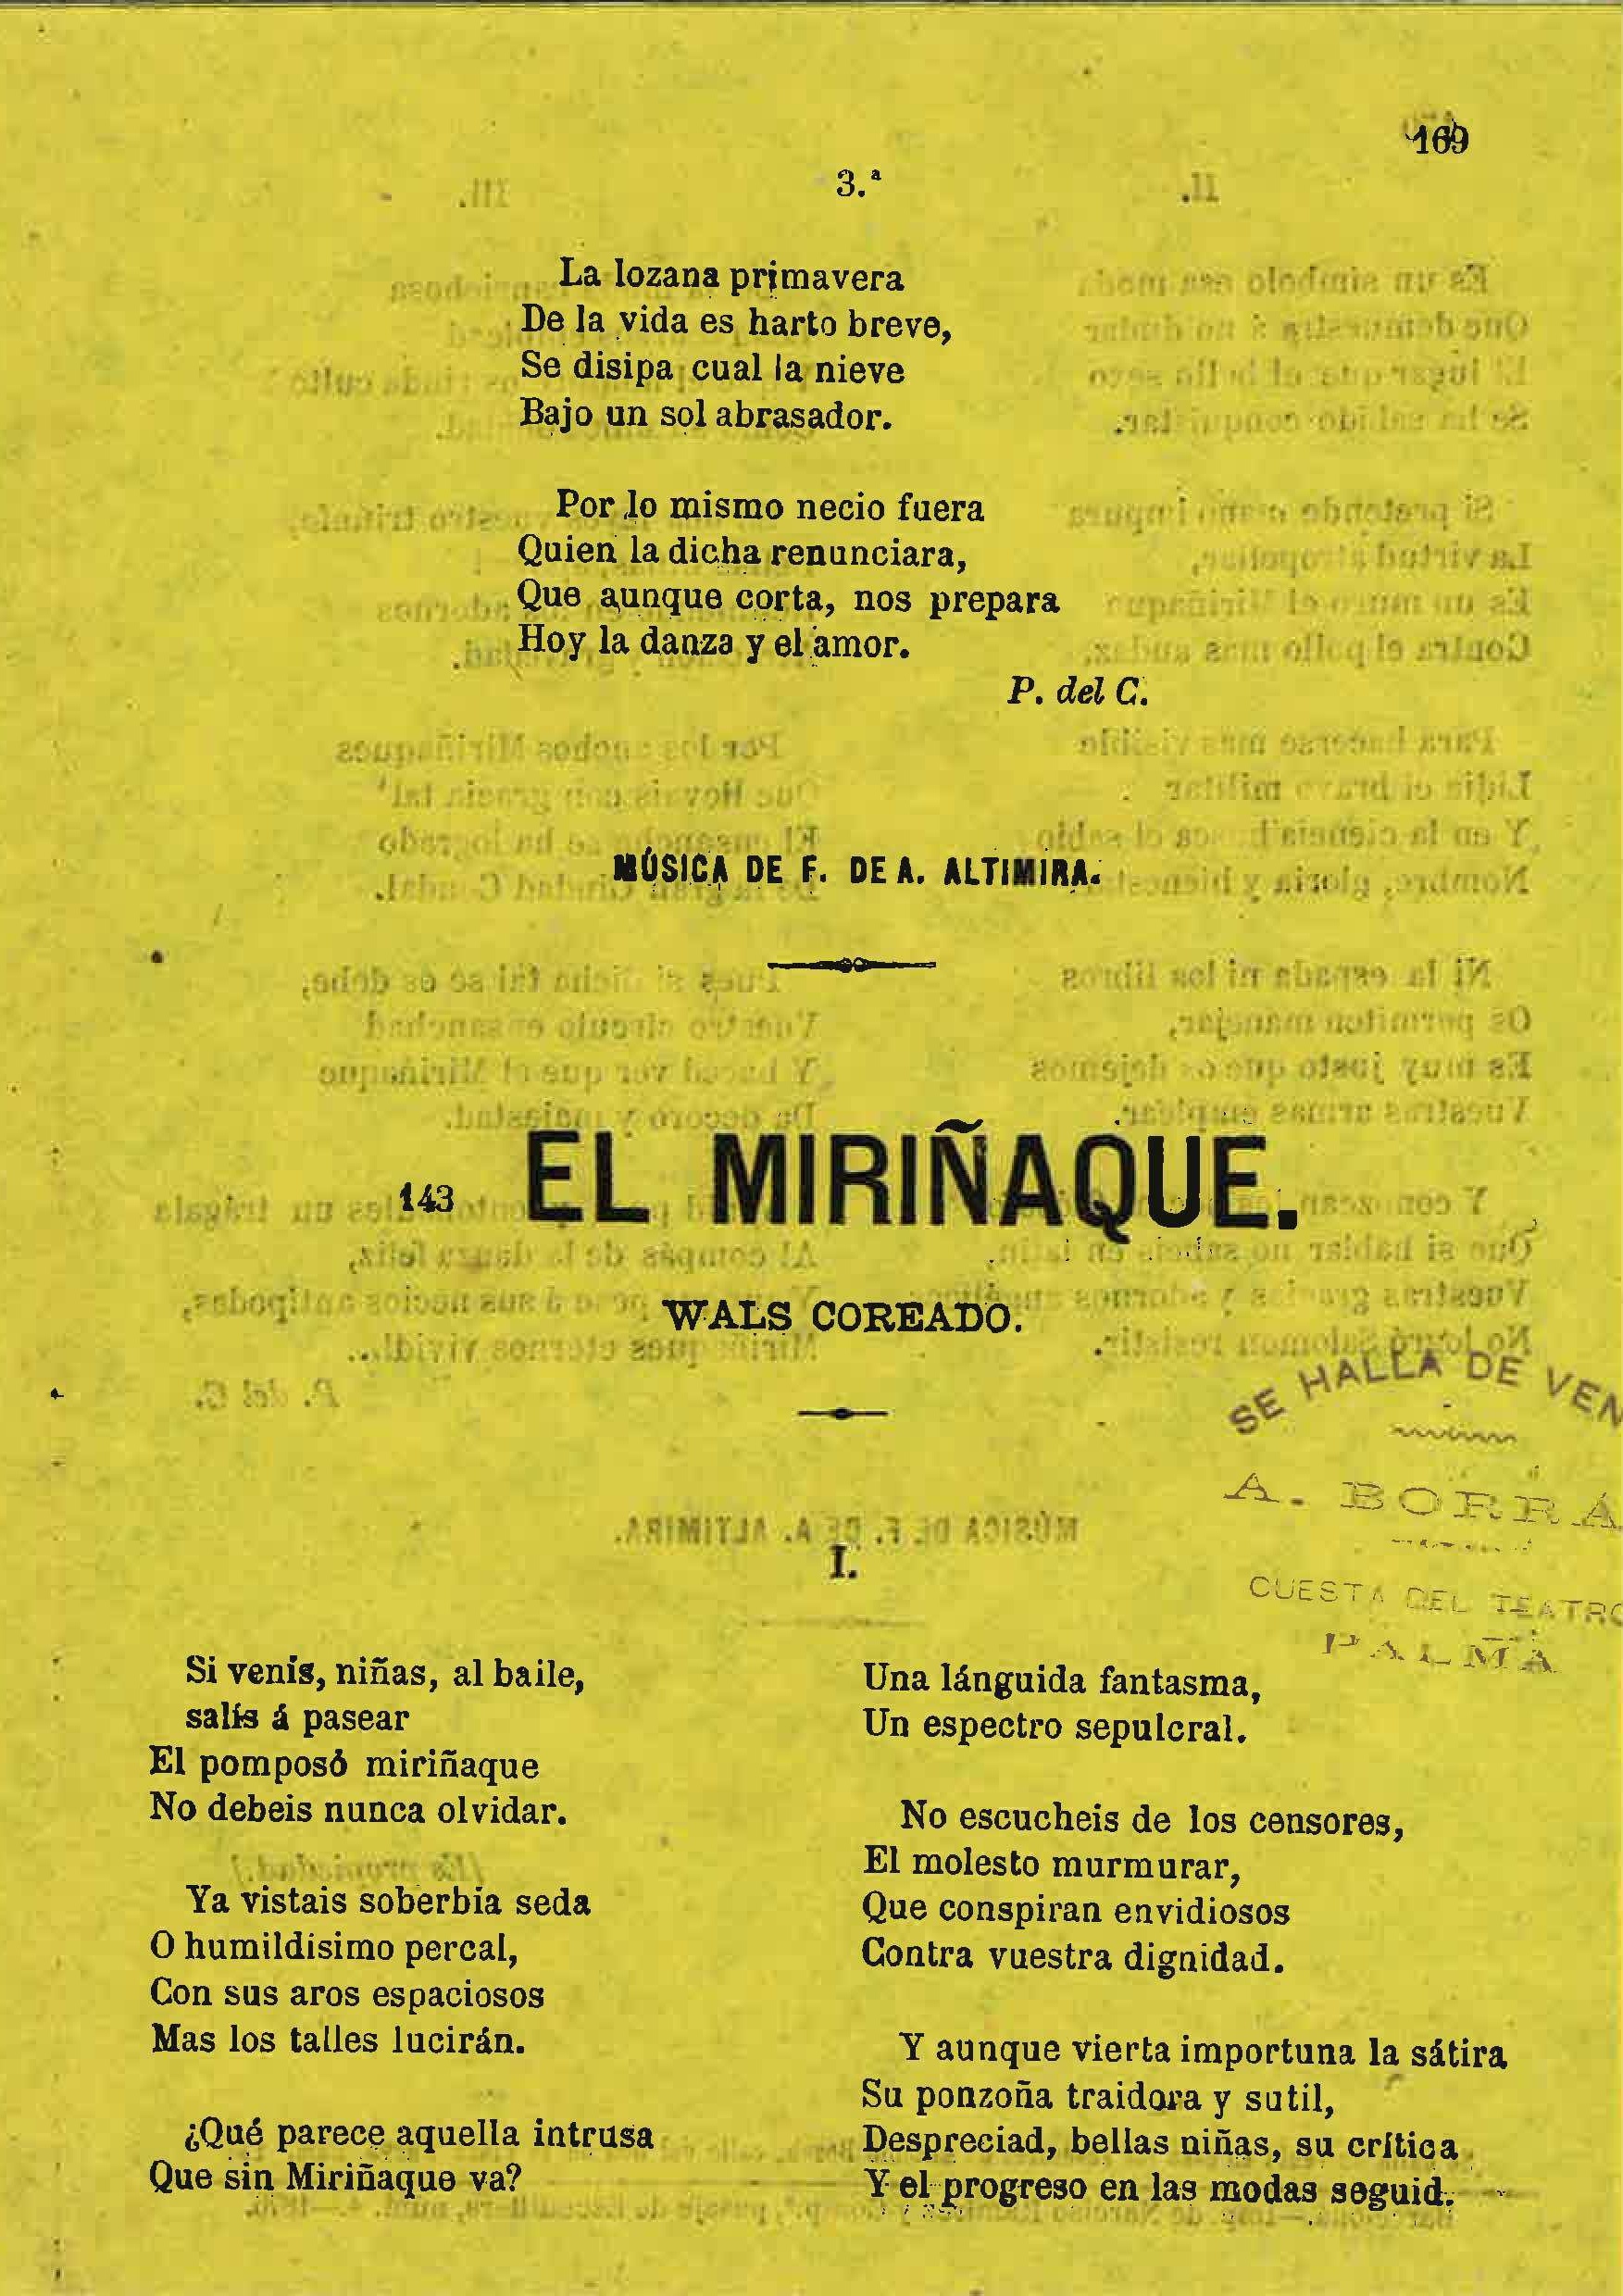 169
3.ª
La lozana primavera
De la vida es harto breve,
Se disipa cual la nieve
Bajo un sol abrasador.
Por lo mismo necio fuera
Quien la dicha renunciara,
Que aunque corta, nos prepara
Hoy la danza y el amor.
P. del C.
MÚSICA DE F. DE A. ALTIMIRA.
143 EL MIRIÑAQUE.
WALS COREADO.
SE HALLA DE VEN
A. BORRÁ
CUESTA DEL TEATRO
PALMA
I.
Si venís, niñas, al baile,
salís á pasear
El pomposó miriñaque
No debeis nunca olvidar.
Ya vistais soberbia seda
O humildisimo percal,
Con sus aros espaciosos
Mas los talles lucirán.
¿Qué parece aquella intrusa
Que sin Miriñaque va?
Una lánguida fantasma,
Un espectro sepulcral.
No escucheis de los censores,
El molesto murmurar,
Que conspiran envidiosos
Contra vuestra dignidad.
Y aunque vierta importuna la sátira
Su ponzoña traidora y sutil,
Despreciad, bellas niñas, su crítica
Y el progreso en las modas seguid.